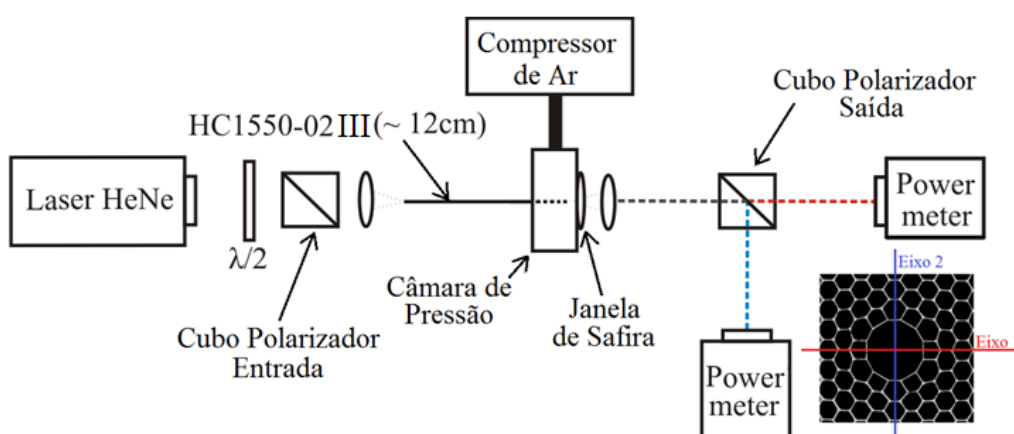 Compressor
de Ar
Cubo Polarizador
Saída
HC1550-02 III (~ 12cm)
Laser HeNe
λ/2
Power
meter
Câmara de
Pressão
Janela
de Safira
Cubo Polarizador
Entrada
Power
meter
Eixo 2
Eixo